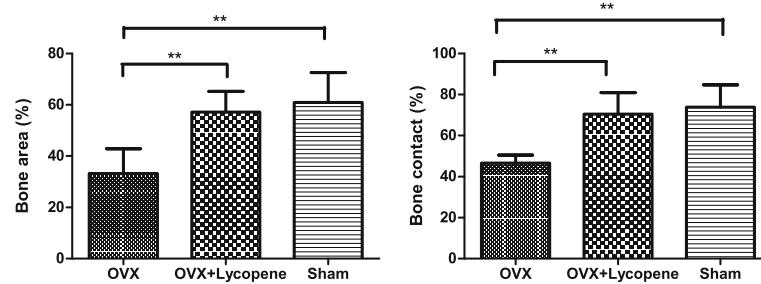 **
**
80
60
40
20
0
Bone area (%)
OVX
OVX+Lycopene
Sham
**
**
100
80
60
40
20
0
Bone contact (%)
OVX
OVX+Lycopene
Sham